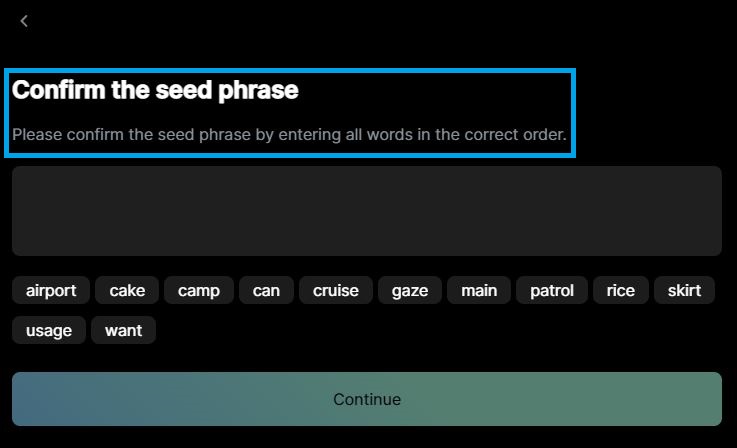 Confirm the seed phrase
Please confirm the seed phrase by entering all words in the correct order.
airport cake camp can cruise gaze main patrol rice skirt
usage want
Continue